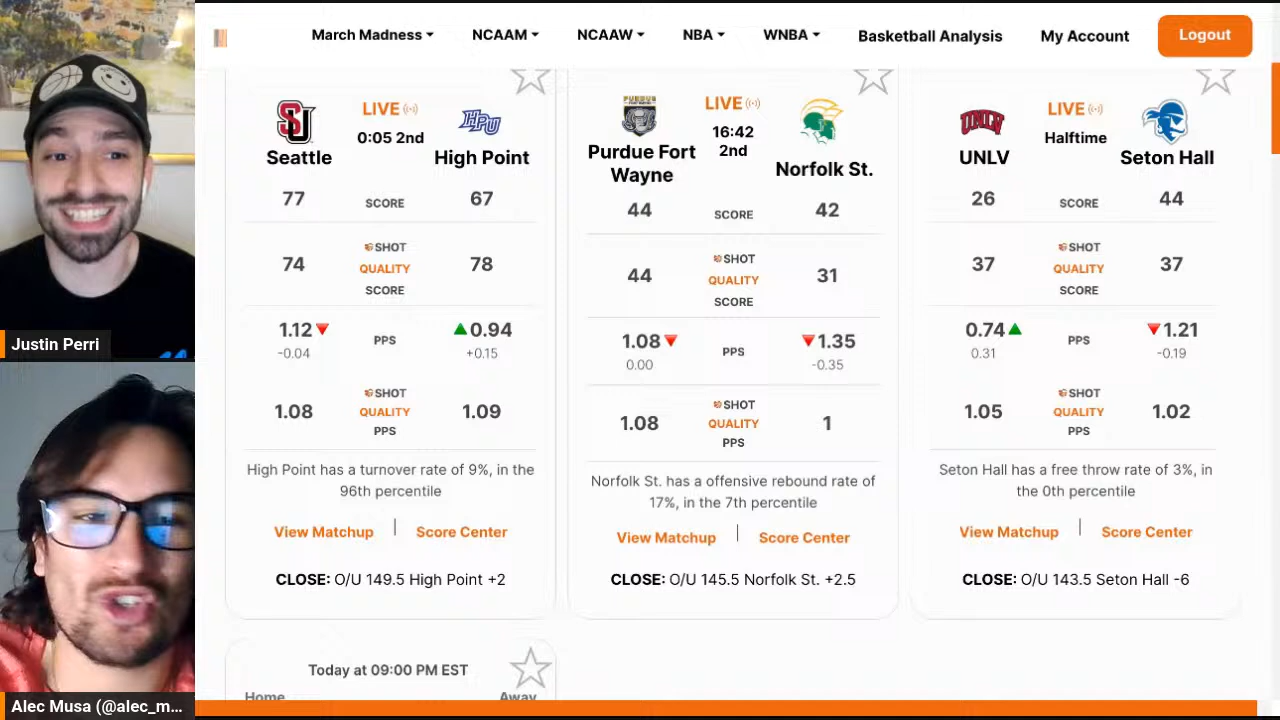 March Madness
NCAAM
NCAAW
NBA
WNBA
Basketball Analysis
My Account
Logout
Seattle
LIVE
0:05 2nd
HPU
High Point
77
SCORE
67
74
SHOT
QUALITY
SCORE
78
1.12
-0.04
PPS
0.94
+0.15
1.08
SHOT
QUALITY
PPS
1.09
High Point has a turnover rate of 9%, in the
96th percentile
View Matchup
Score Center
CLOSE: O/U 149.5 High Point +2
PURDUE
Purdue Fort
Wayne
LIVE
16:42
2nd
Norfolk St.
44
SCORE
42
44
SHOT
QUALITY
SCORE
31
1.08
0.00
PPS
1.35
-0.35
1.08
SHOT
QUALITY
PPS
1
Norfolk St. has a offensive rebound rate of
17%, in the 7th percentile
View Matchup
Score Center
CLOSE: O/U 145.5 Norfolk St. +2.5
UNLV
UNLV
LIVE
Halftime
Seton Hall
26
SCORE
44
37
SHOT
QUALITY
SCORE
37
0.74
0.31
PPS
1.21
-0.19
1.05
SHOT
QUALITY
PPS
1.02
Seton Hall has a free throw rate of 3%, in
the 0th percentile
View Matchup
Score Center
CLOSE: O/U 143.5 Seton Hall -6
Today at 09:00 PM EST
Home
Away
Justin Perri
Alec Musa (@alec_m...